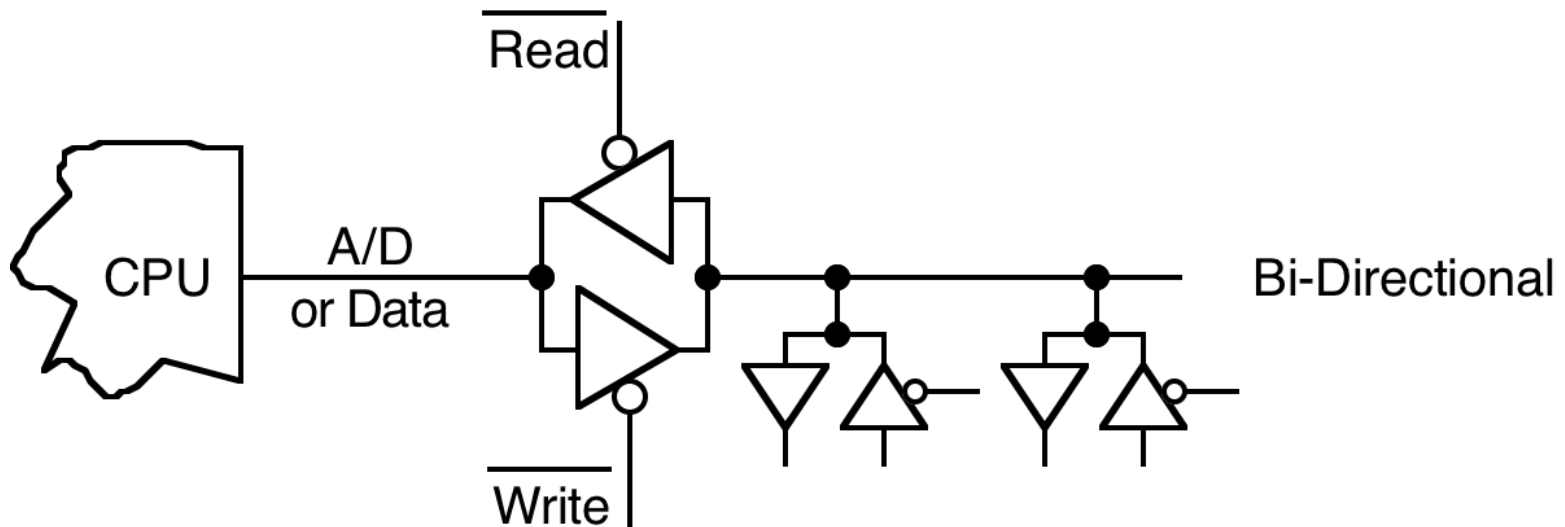 Read
CPU
A/D
or Data
Bi-Directional
Write